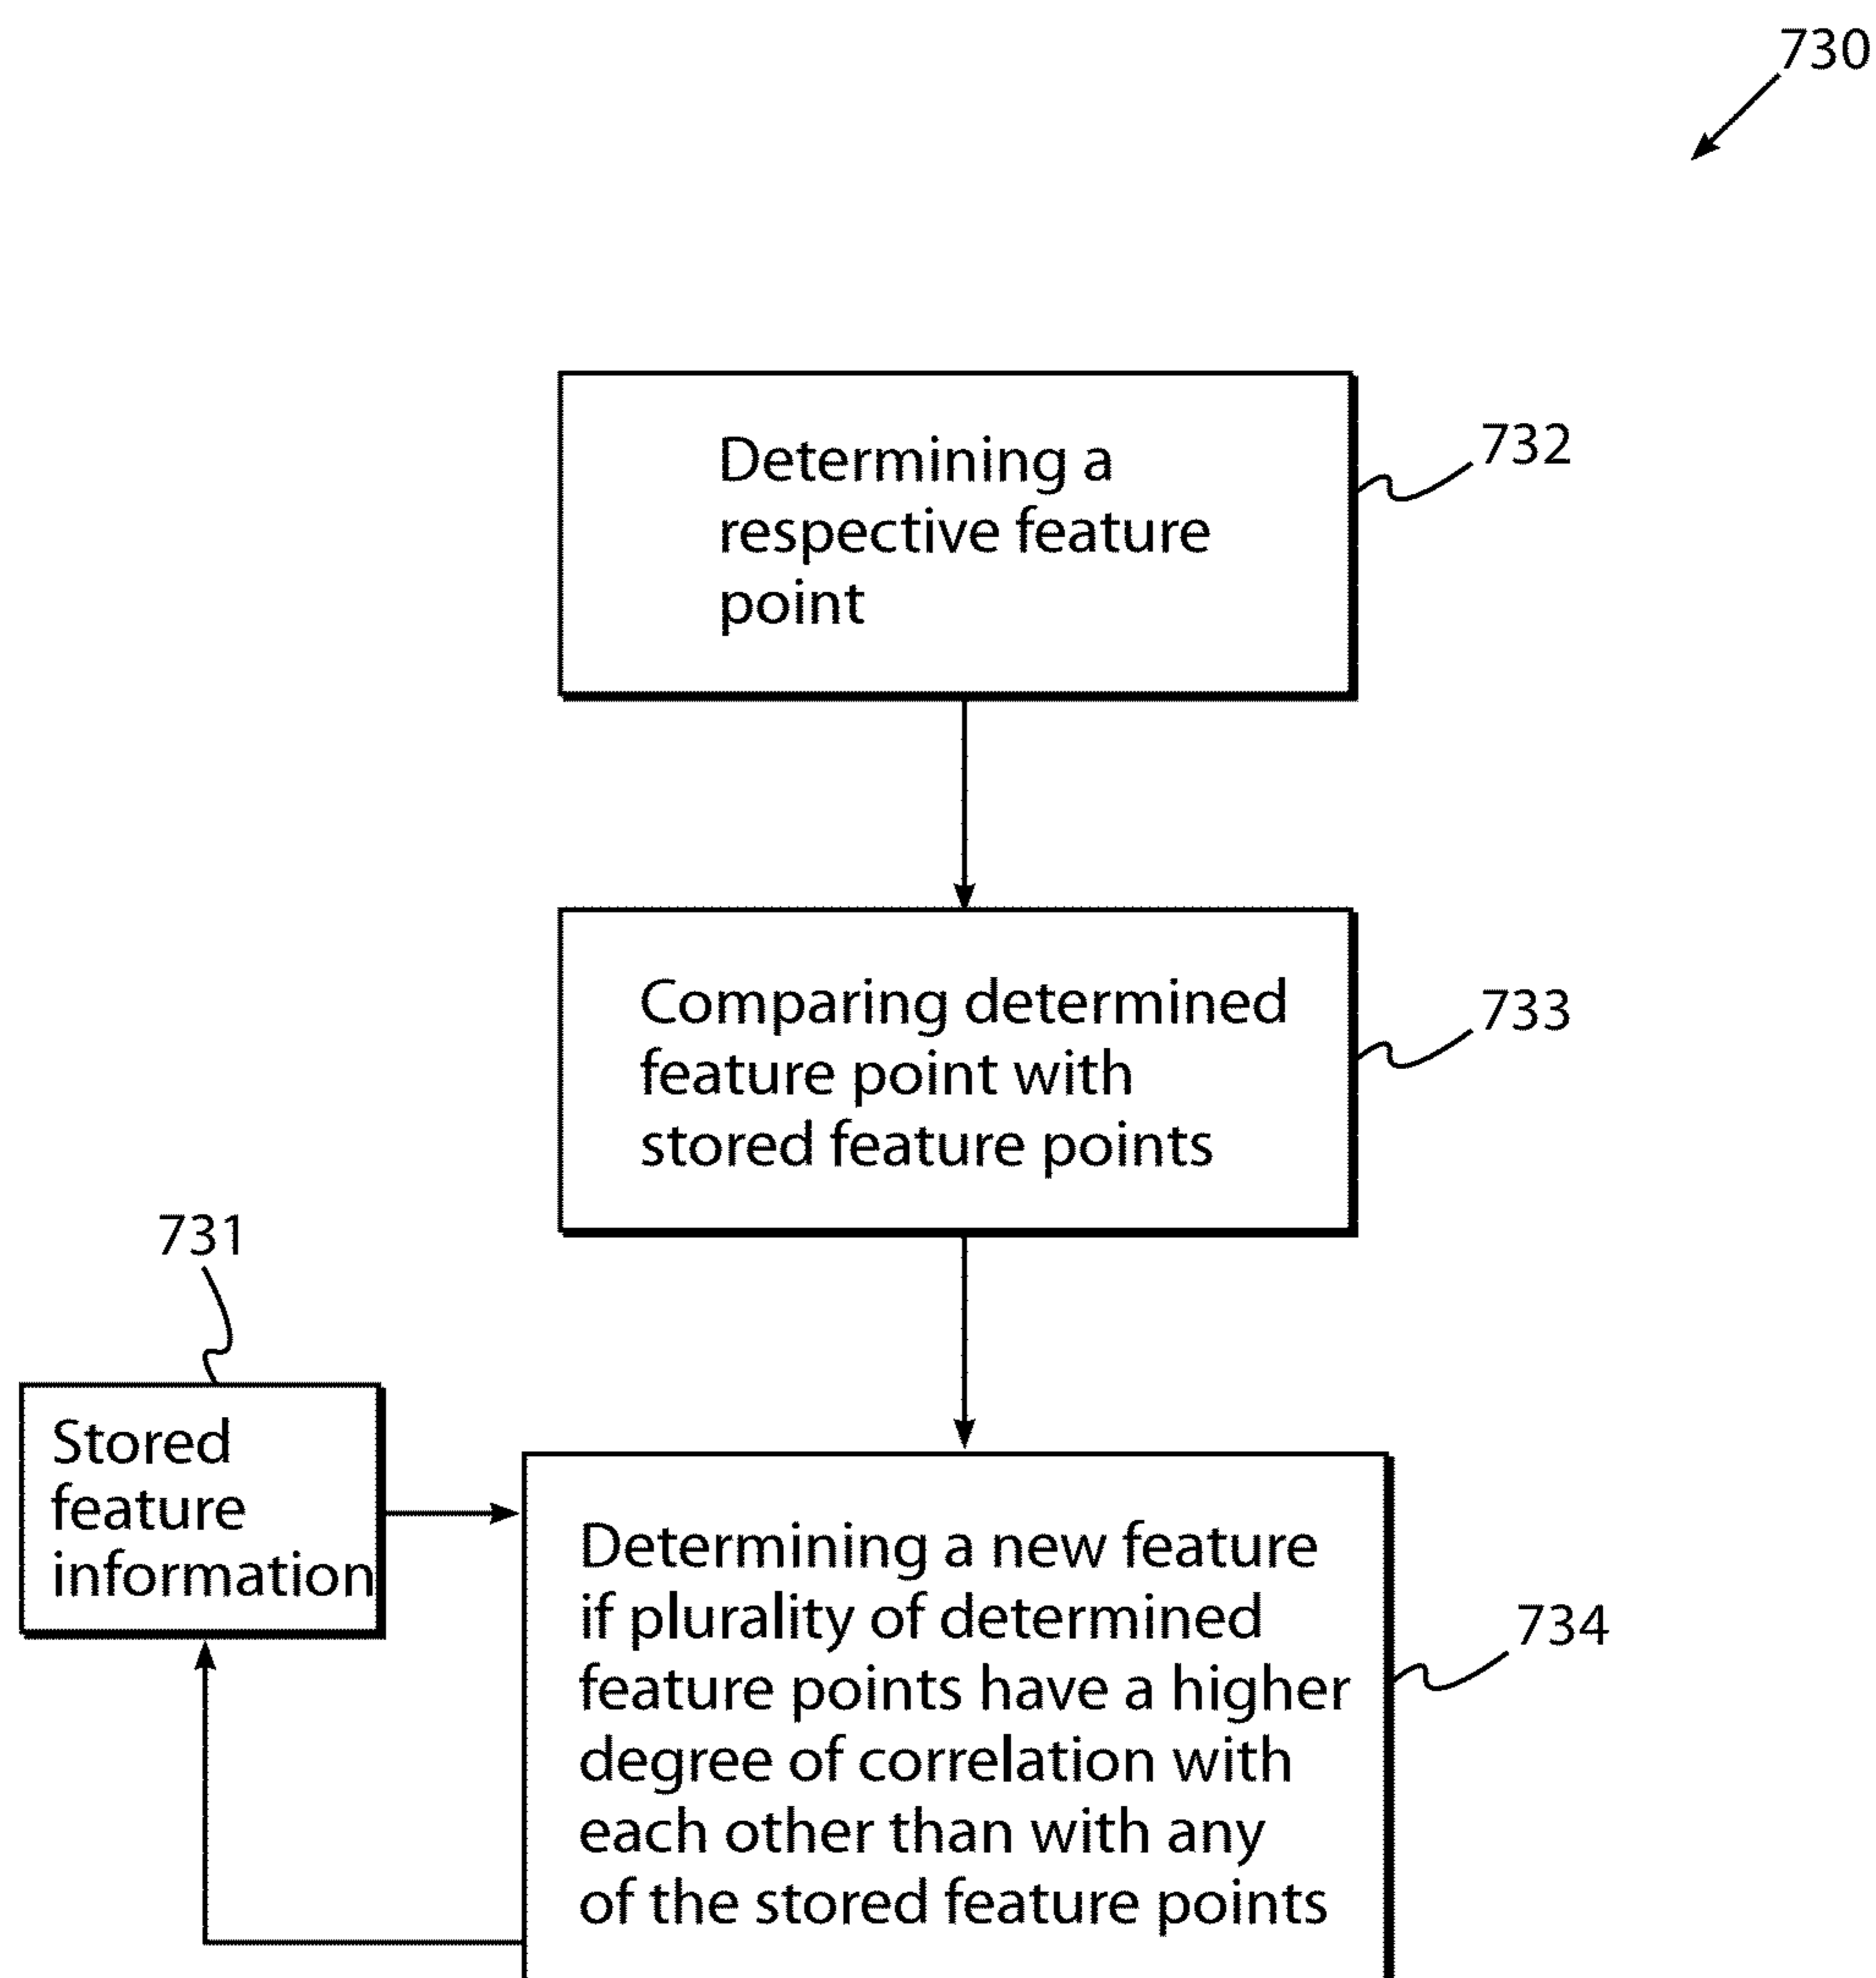 730
Determining a
respective feature
point
732
Comparing determined
feature point with
stored feature points
733
731
Stored
feature
information
Determining a new feature
if plurality of determined
feature points have a higher
degree of correlation with
each other than with any
of the stored feature points
734